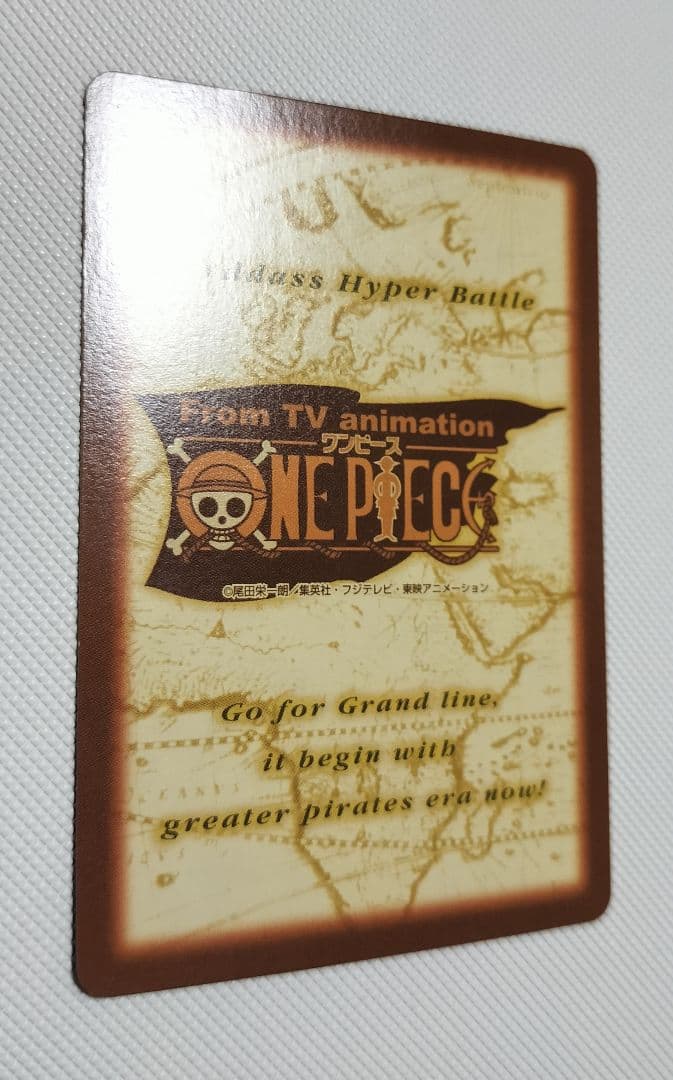 Hyper Battle
From TV animation
ワンピース
ONE PIECE
©尾田栄一朗／集英社・フジテレビ・東映アニメーション
Go for Grand line,
it begin with
greater pirates era now!